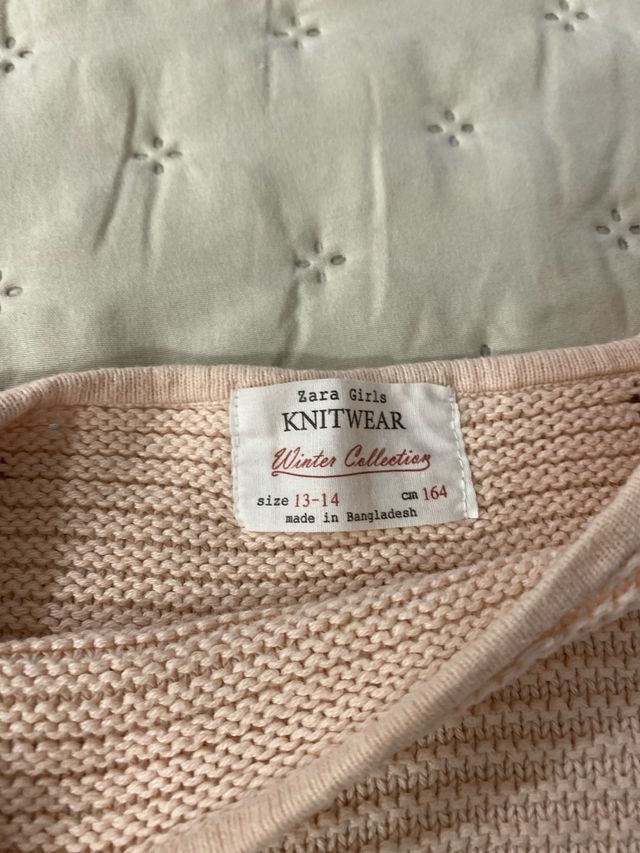 Zara Girls
KNITWEAR
Winter Collection
size 13-14 cm 164
made in Bangladesh